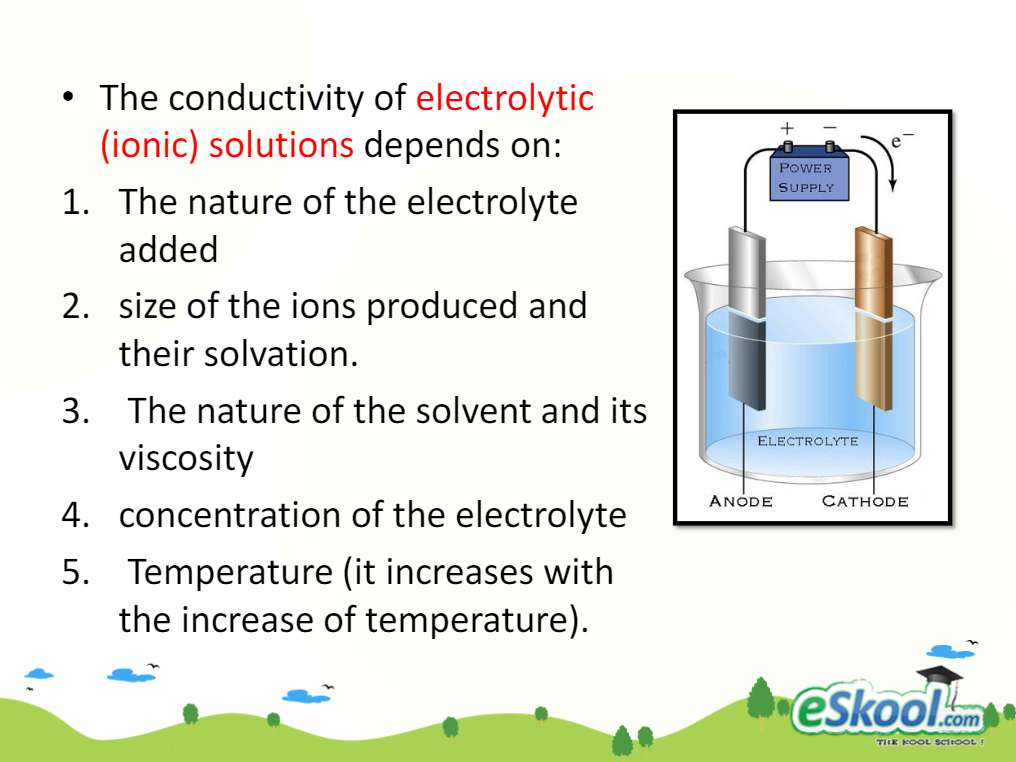 • The conductivity of electrolytic
(ionic) solutions depends on:
1. The nature of the electrolyte
added
2. size of the ions produced and
their solvation.
3. The nature of the solvent and its
viscosity
4. concentration of the electrolyte
5. Temperature (it increases with
the increase of temperature).
+ −
e−
POWER
SUPPLY
ELECTROLYTE
ANODE CATHODE
eSkool.com
THE KOOL SCHOOL !